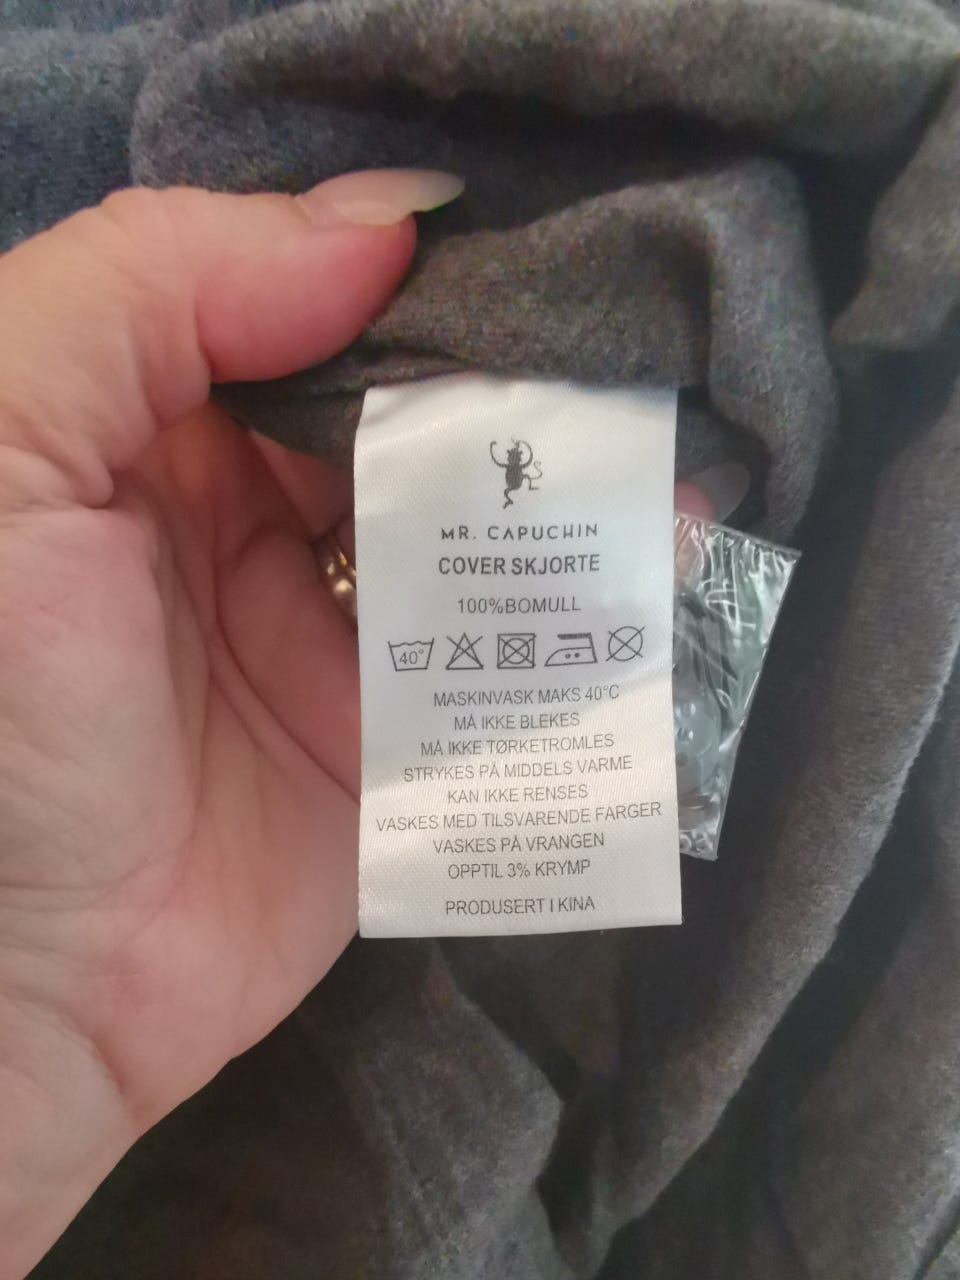 MR. CAPUCHIN
COVER SKJORTE
100%BOMULL
40°
MASKINVASK MAKS 40°C
MÅ IKKE BLEKES
MÅ IKKE TØRKETROMLES
STRYKES PÅ MIDDELS VARME
KAN IKKE RENSES
VASKES MED TILSVARENDE FARGER
VASKES PÅ VRANGEN
OPPTIL 3% KRYMP
PRODUSERT I KINA